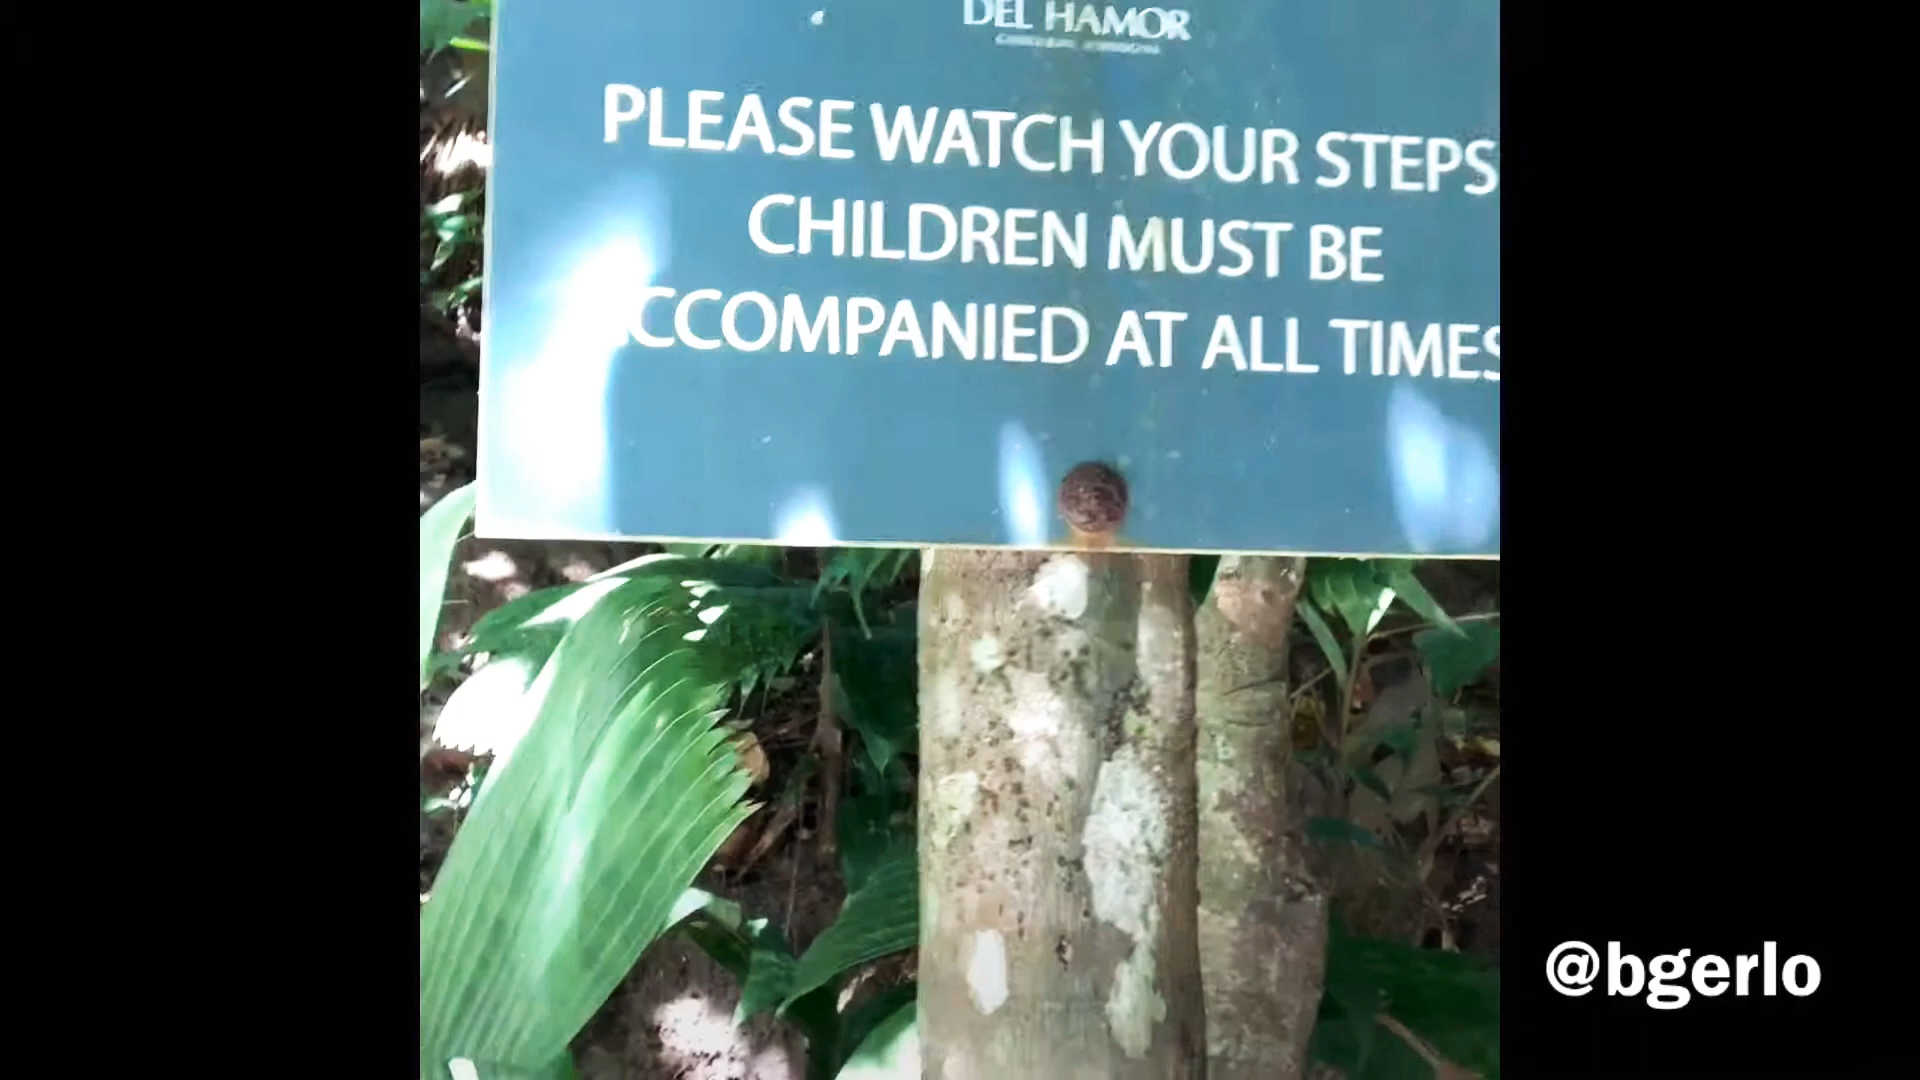 DEL HAMOR
PLEASE WATCH YOUR STEPS
CHILDREN MUST BE
CCOMPANIED AT ALL TIMES
@bgerlo